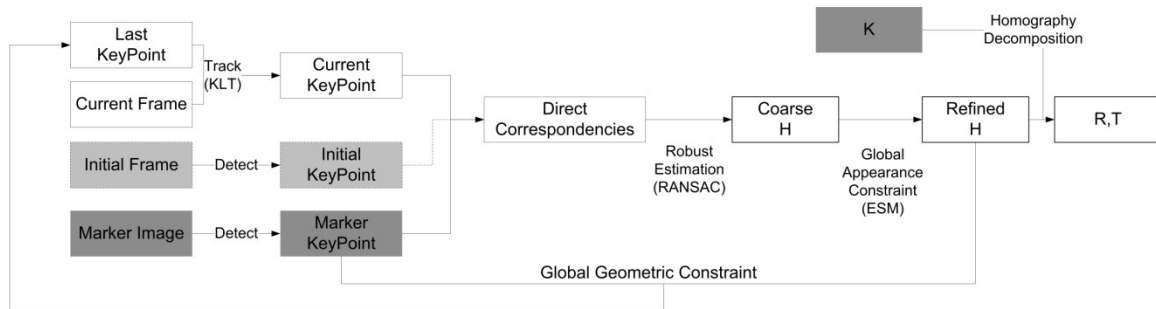 Last
KeyPoint
Current Frame
Track
(KLT)
Current
KeyPoint
Initial Frame
Detect
Initial
KeyPoint
Marker Image
Detect
Marker
KeyPoint
Direct
Correspondencies
Robust
Estimation
(RANSAC)
Coarse
H
Global
Appearance
Constraint
(ESM)
Refined
H
K
Homography
Decomposition
R,T
Global Geometric Constraint